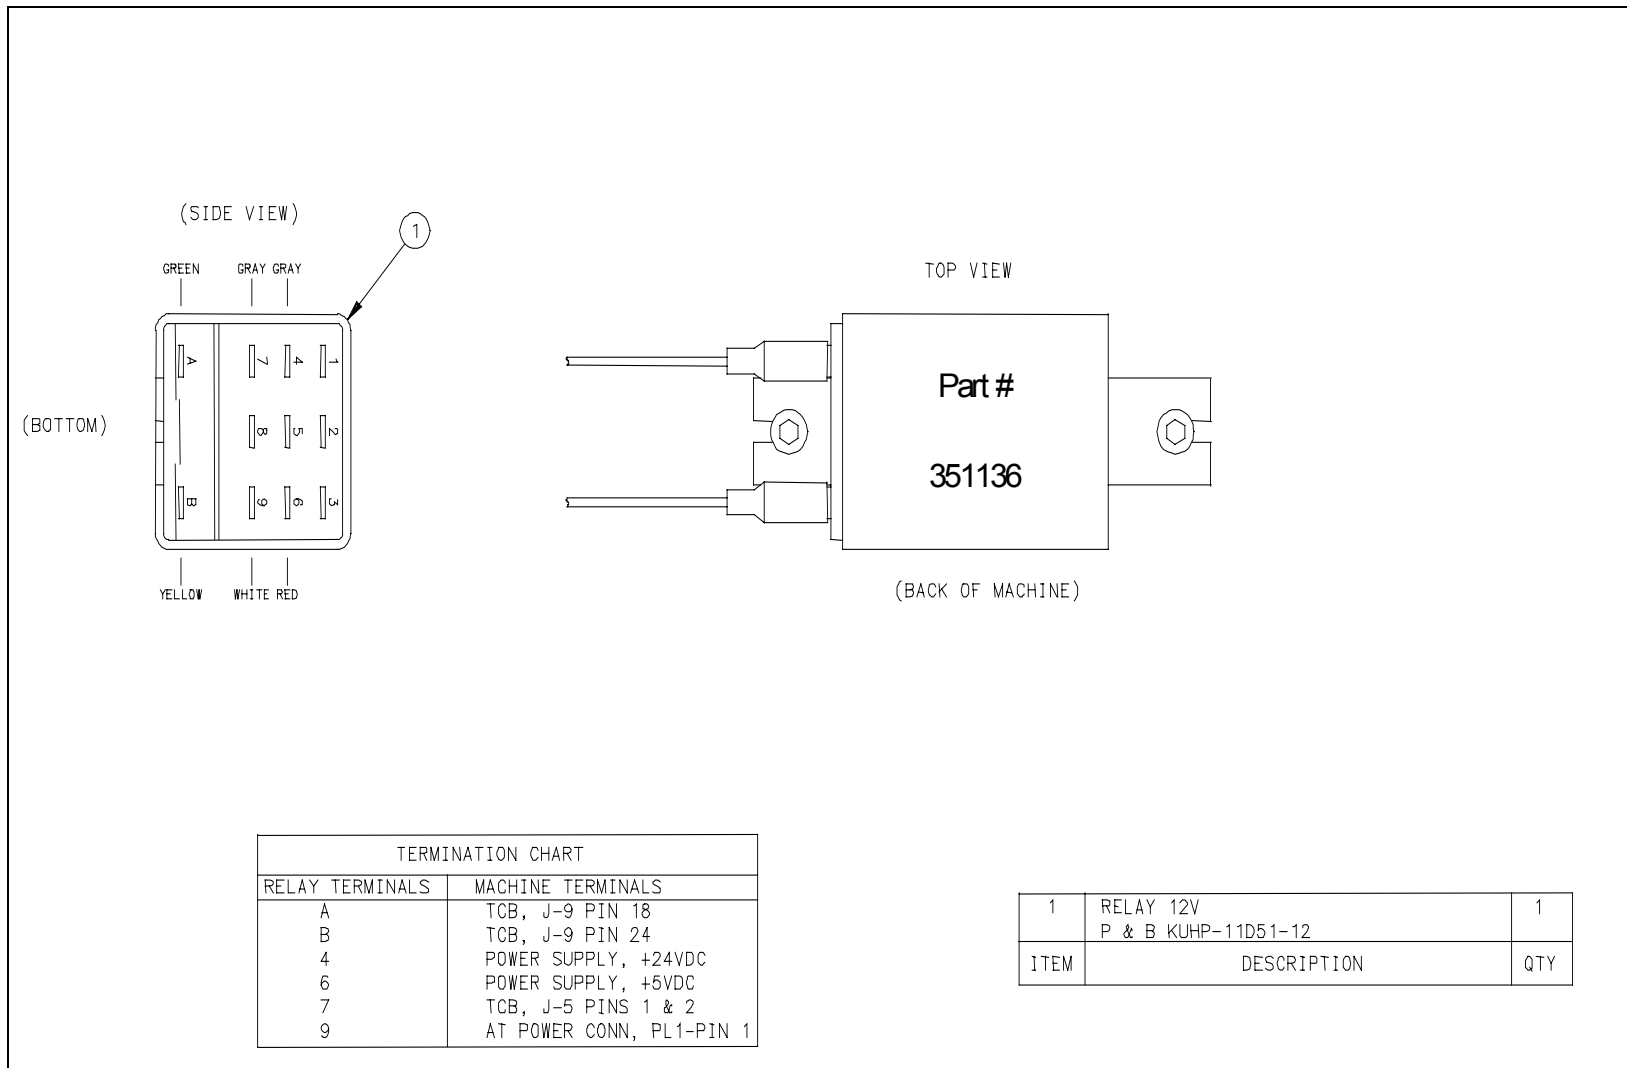 (SIDE VIEW)
1
GREEN GRAY GRAY
TOP VIEW
A 7 4 1
Part #
(BOTTOM)
8 5 2
351136
B 9 6 3
YELLOW WHITE RED
(BACK OF MACHINE)
TERMINATION CHART
RELAY TERMINALS MACHINE TERMINALS
A TCB, J-9 PIN 18
B TCB, J-9 PIN 24
4 POWER SUPPLY, +24VDC
6 POWER SUPPLY, +5VDC
7 TCB, J-5 PINS 1 & 2
9 AT POWER CONN, PL1-PIN 1
1 RELAY 12V 1
P & B KUHP-11D51-12
ITEM DESCRIPTION QTY